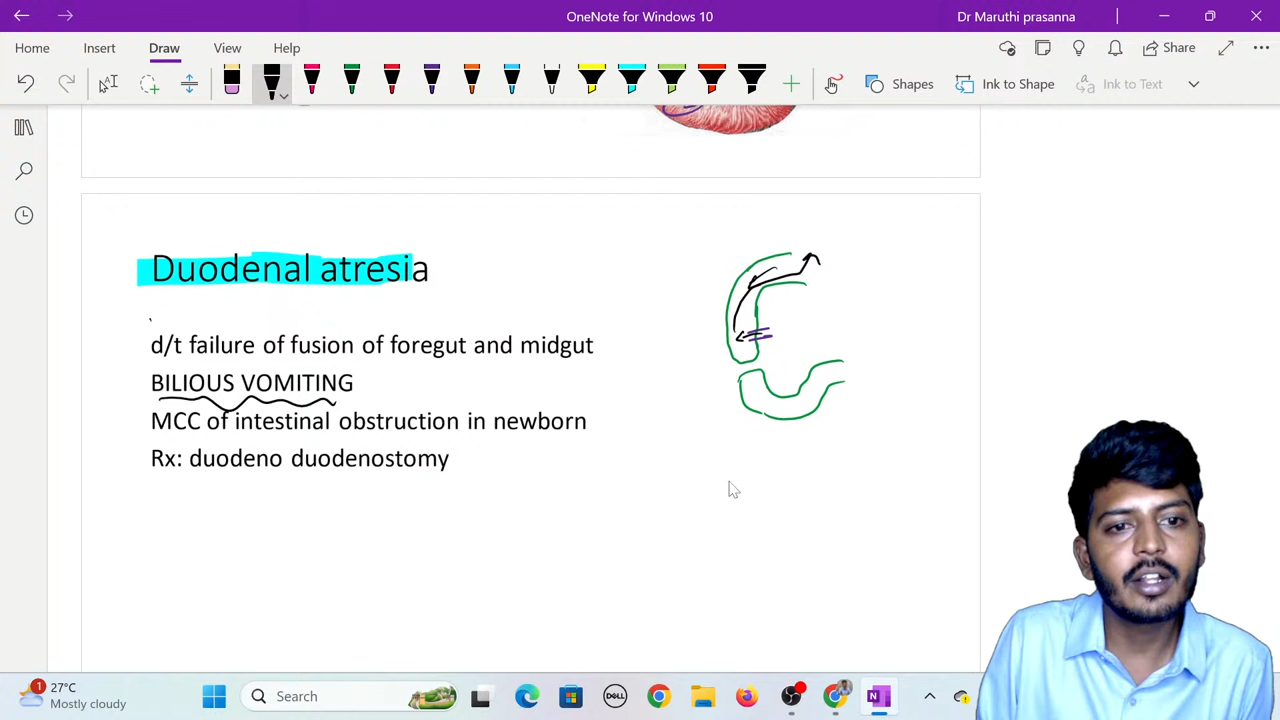 OneNote for Windows 10
Dr Maruthi prasanna
Home Insert Draw View Help
Share
Shapes
Ink to Shape
Ink to Text
Duodenal atresia
d/t failure of fusion of foregut and midgut
BILIOUS VOMITING
MCC of intestinal obstruction in newborn
Rx: duodeno duodenostomy
1
27°C
Mostly cloudy
Search
DELL